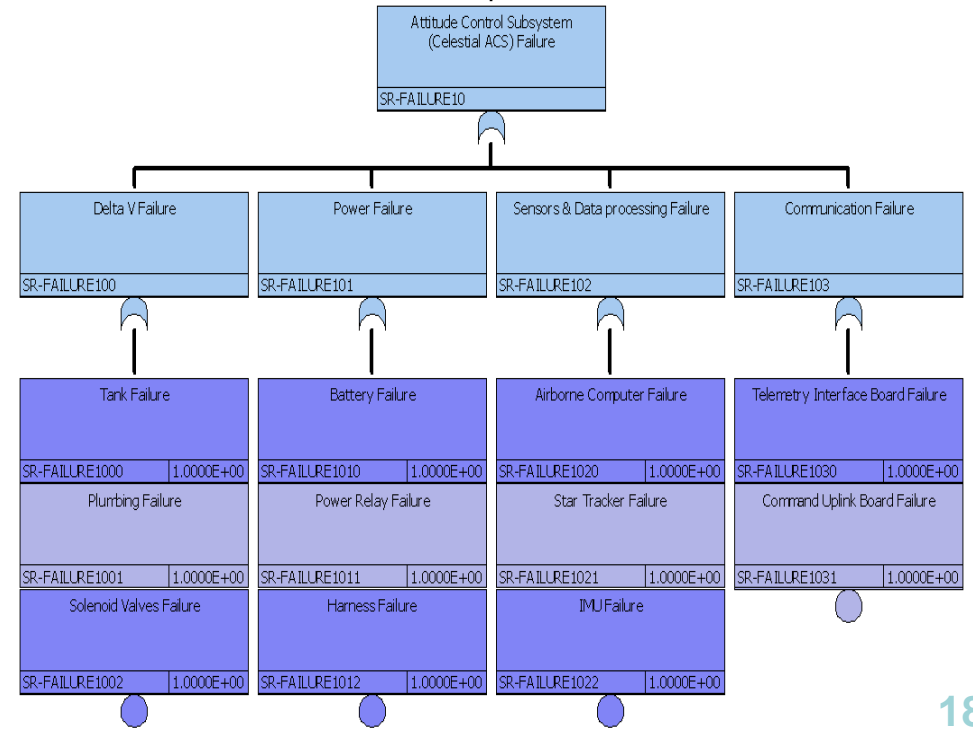 Attitude Control Subsystem
(Celestial ACS) Failure
SR-FAILURE10
Delta V Failure
SR-FAILURE100
Power Failure
SR-FAILURE101
Sensors & Data processing Failure
SR-FAILURE102
Communication Failure
SR-FAILURE103
Tank Failure
SR-FAILURE1000 1.0000E+00
Battery Failure
SR-FAILURE1010 1.0000E+00
Airborne Computer Failure
SR-FAILURE1020 1.0000E+00
Telemetry Interface Board Failure
SR-FAILURE1030 1.0000E+00
Plumbing Failure
SR-FAILURE1001 1.0000E+00
Power Relay Failure
SR-FAILURE1011 1.0000E+00
Star Tracker Failure
SR-FAILURE1021 1.0000E+00
Command Uplink Board Failure
SR-FAILURE1031 1.0000E+00
Solenoid Valves Failure
SR-FAILURE1002 1.0000E+00
Harness Failure
SR-FAILURE1012 1.0000E+00
IMU Failure
SR-FAILURE1022 1.0000E+00
18